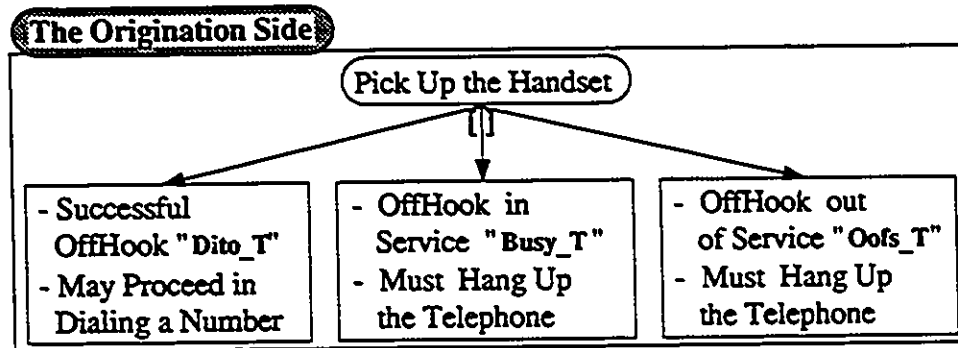 The Origination Side
Pick Up the Handset
[ ]
- Successful
OffHook "Dito_T"
- May Proceed in
Dialing a Number
- OffHook in
Service "Busy_T"
- Must Hang Up
the Telephone
- OffHook out
of Service "Oofs_T"
- Must Hang Up
the Telephone